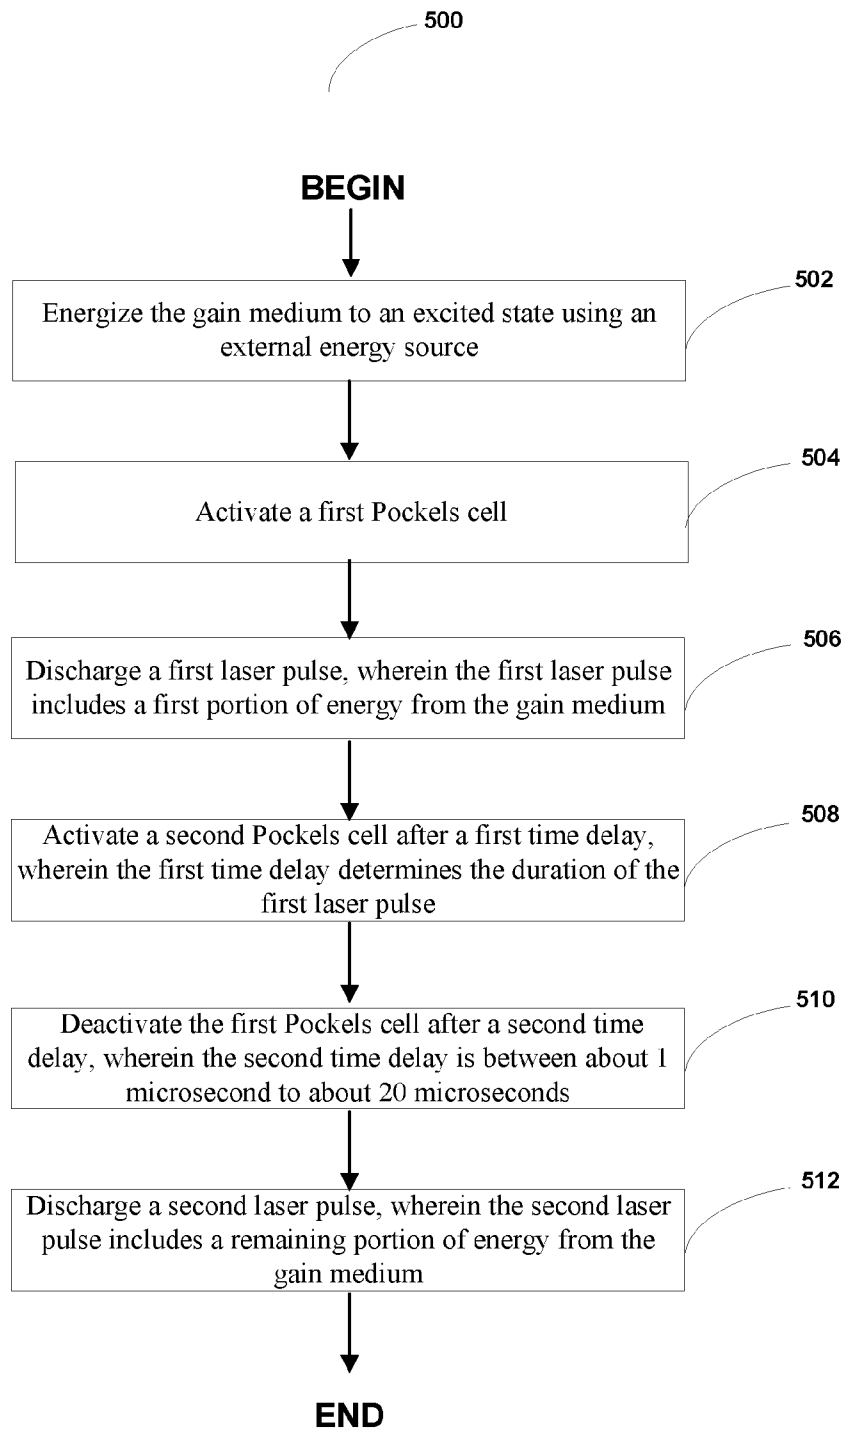 500
BEGIN
502
Energize the gain medium to an excited state using an
external energy source
504
Activate a first Pockels cell
506
Discharge a first laser pulse, wherein the first laser pulse
includes a first portion of energy from the gain medium
508
Activate a second Pockels cell after a first time delay,
wherein the first time delay determines the duration of the
first laser pulse
510
Deactivate the first Pockels cell after a second time
delay, wherein the second time delay is between about 1
microsecond to about 20 microseconds
512
Discharge a second laser pulse, wherein the second laser
pulse includes a remaining portion of energy from the
gain medium
END